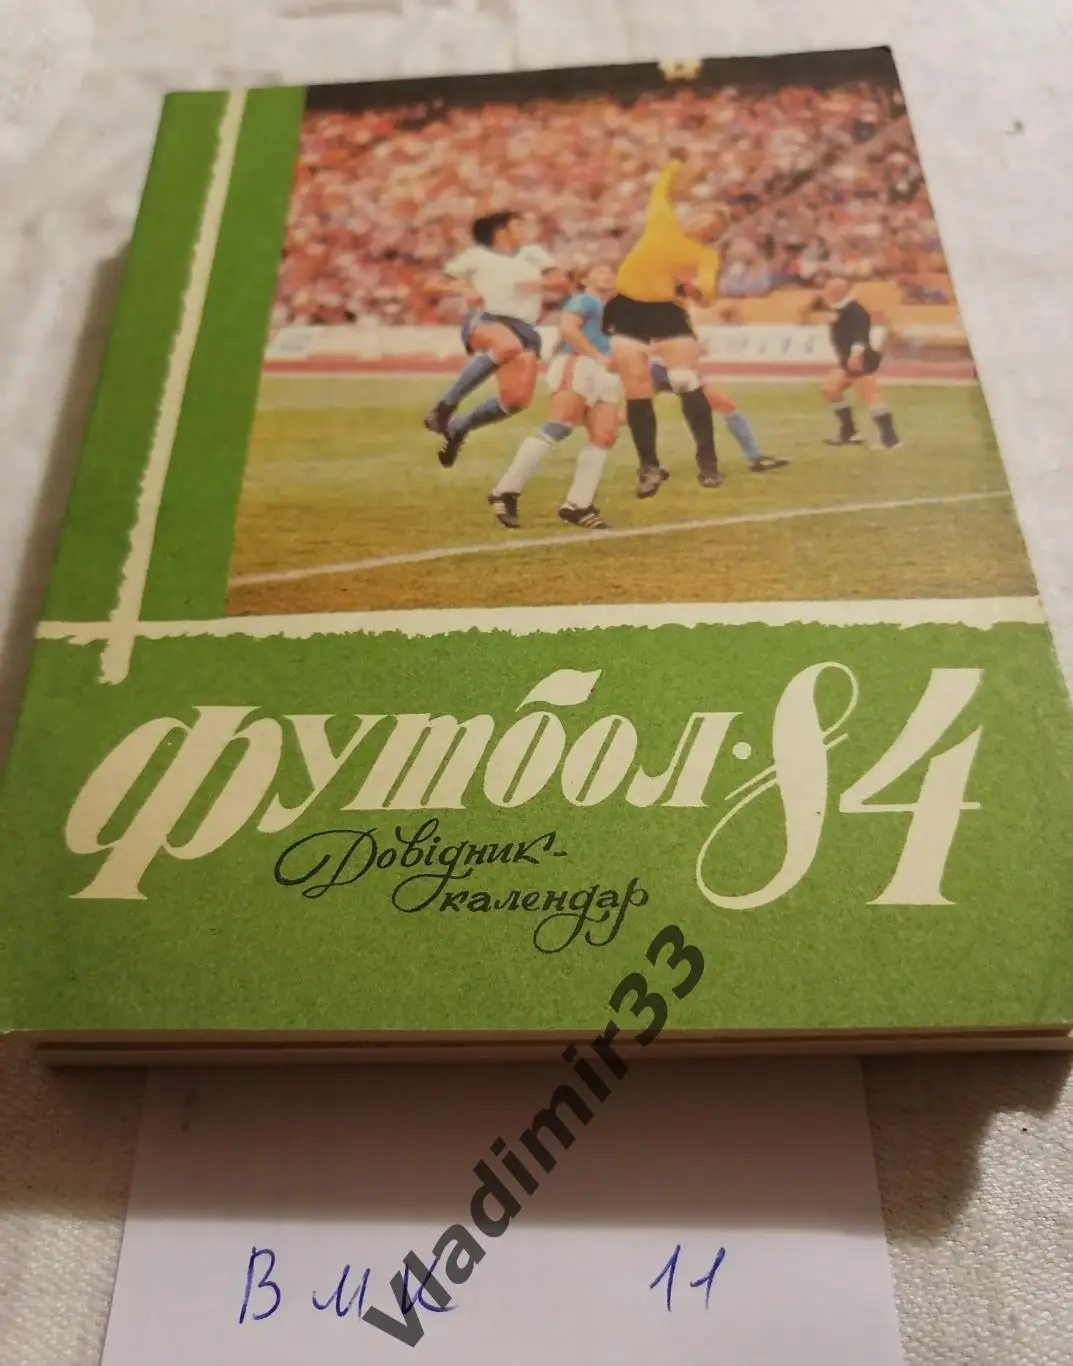 футбол·84
Довідник-
календар
Vladimir33
В М К 11